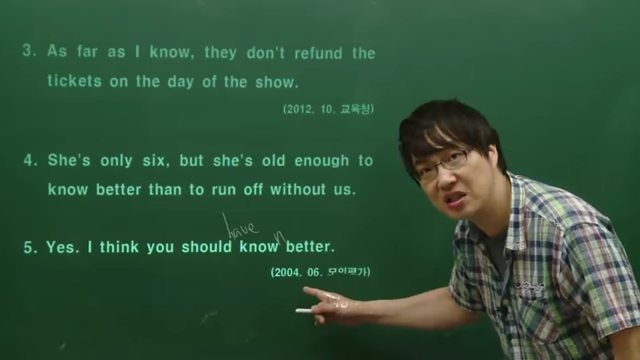 3. As far as I know, they don't refund the
tickets on the day of the show.
(2012. 10. 교육청)
4. She's only six, but she's old enough to
know better than to run off without us.
have n
5. Yes. I think you should know better.
(2004. 06. 모의평가)